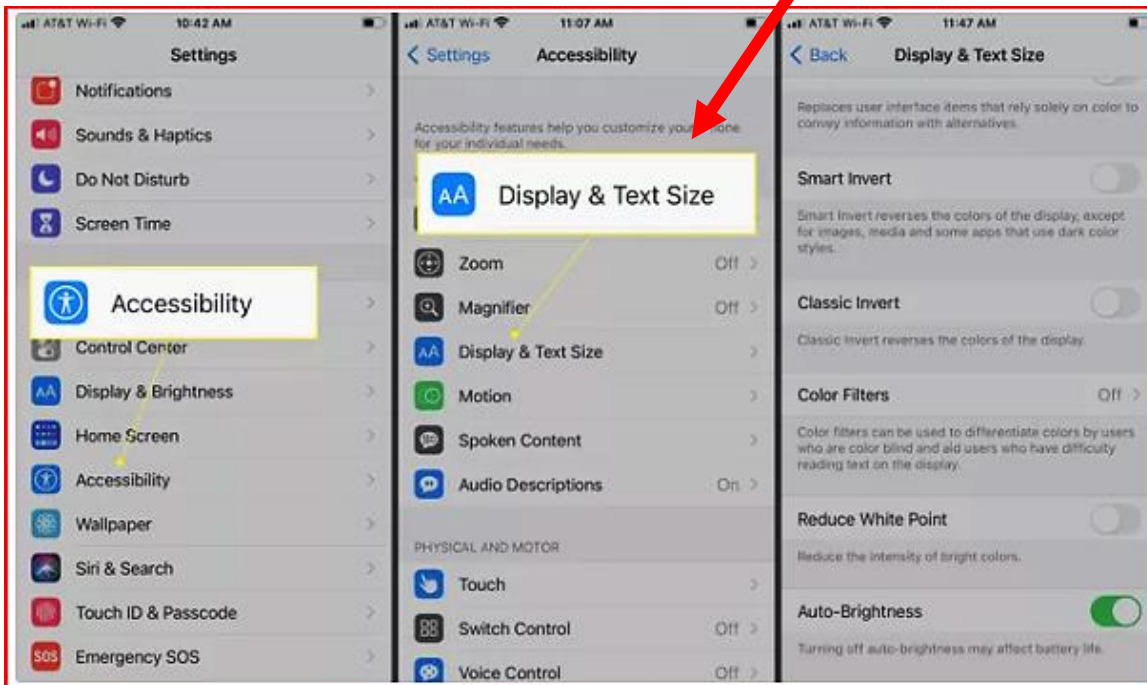 AT&T Wi-Fi 10:42 AM
Settings
Notifications
Sounds & Haptics
Do Not Disturb
Screen Time
Accessibility
Control Center
Display & Brightness
Home Screen
Accessibility
Wallpaper
Siri & Search
Touch ID & Passcode
SOS Emergency SOS
AT&T Wi-Fi 11:07 AM
Settings Accessibility
Accessibility features help you customize your
for your individual needs.
AA Display & Text Size
Zoom Off
Magnifier Off
AA Display & Text Size
Motion
Spoken Content
Audio Descriptions On
PHYSICAL AND MOTOR
Touch
Switch Control Off
Voice Control Off
AT&T Wi-Fi 11:47 AM
Back Display & Text Size
Replaces user interface items that rely solely on color to
convey information with alternatives.
Smart Invert
Smart Invert reverses the colors of the display, except
for images, media and some apps that use dark color
styles.
Classic Invert
Classic Invert reverses the colors of the display.
Color Filters Off
Color filters can be used to differentiate colors by users
who are color blind and aid users who have difficulty
reading text on the display.
Reduce White Point
Reduce the intensity of bright colors.
Auto-Brightness
Turning off auto-brightness may affect battery life.